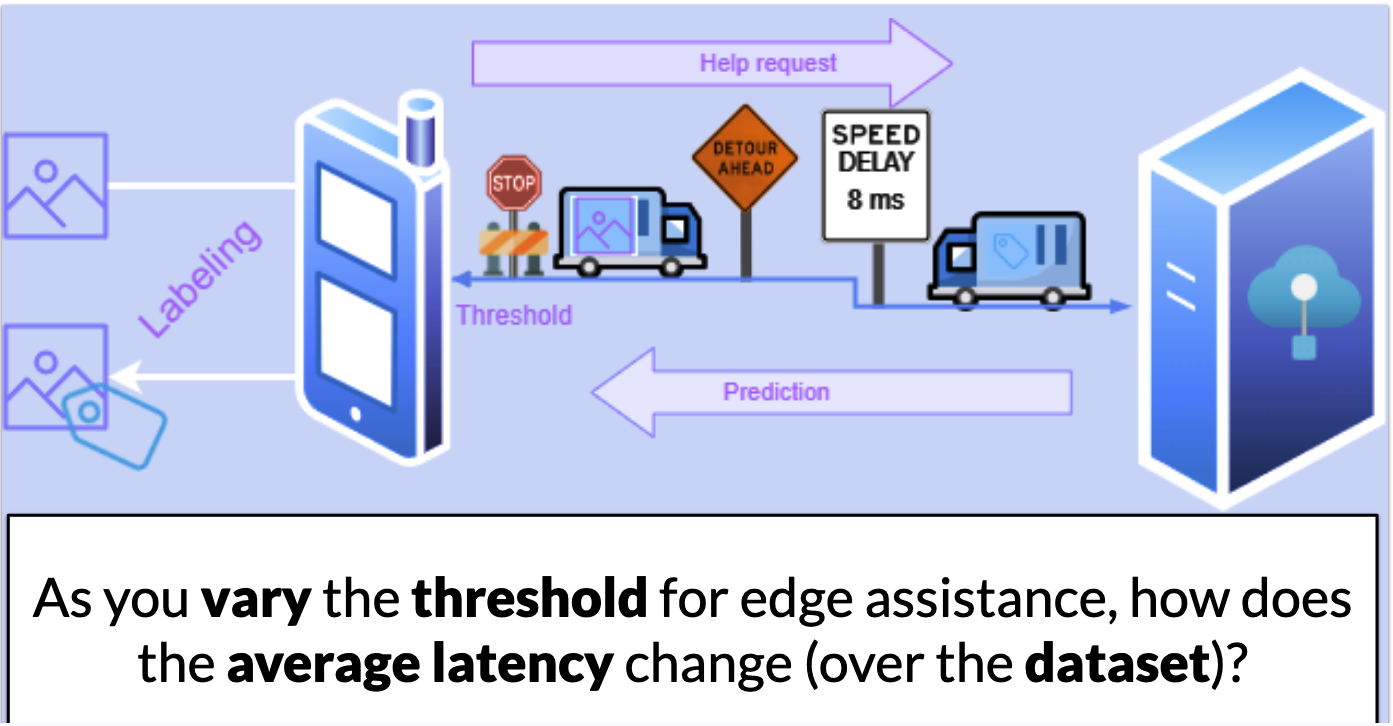 Help request
STOP
DETOUR
AHEAD
SPEED
DELAY
8 ms
Labeling
Threshold
Prediction
As you vary the threshold for edge assistance, how does
the average latency change (over the dataset)?